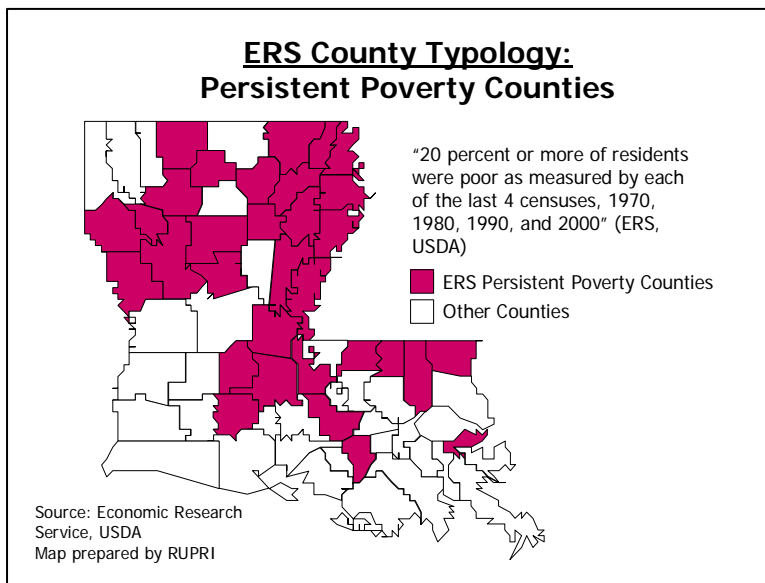 ERS County Typology:
Persistent Poverty Counties
“20 percent or more of residents
were poor as measured by each
of the last 4 censuses, 1970,
1980, 1990, and 2000” (ERS,
USDA)
ERS Persistent Poverty Counties
Other Counties
Source: Economic Research
Service, USDA
Map prepared by RUPRI